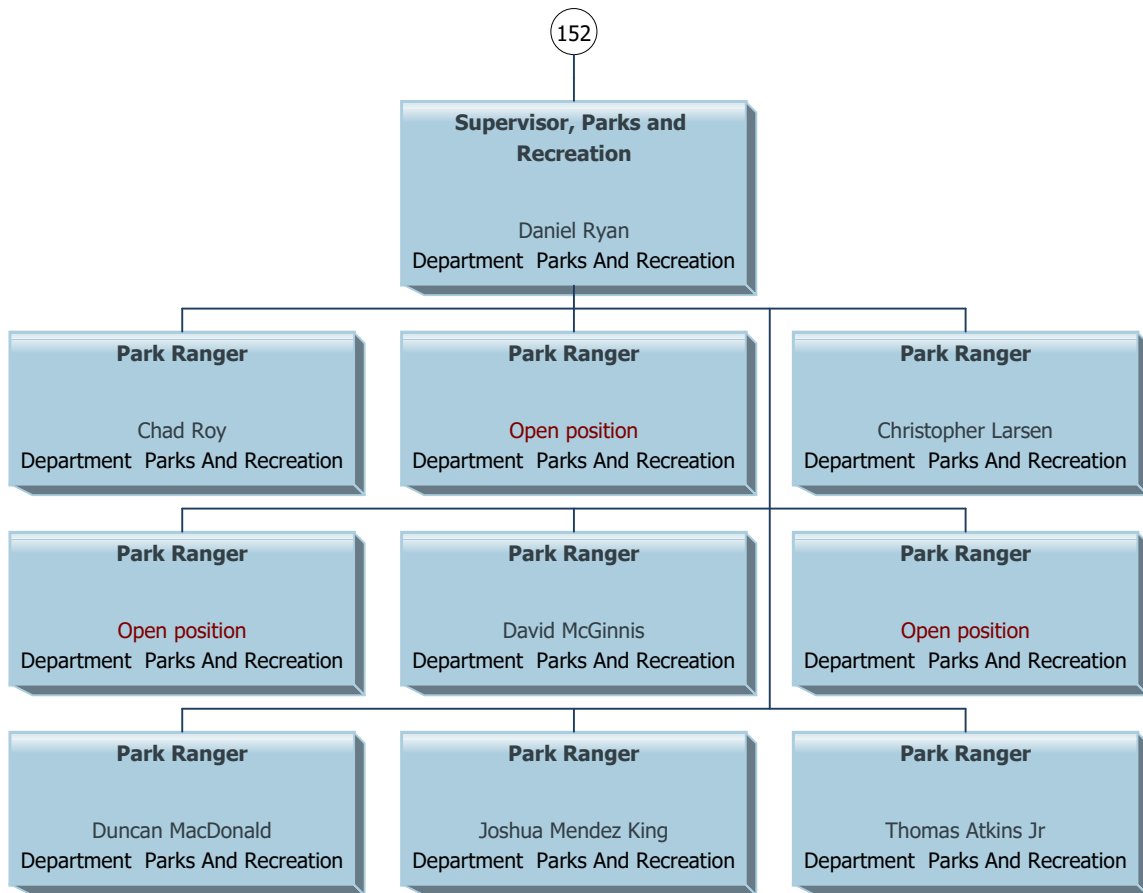 152
Supervisor, Parks and
Recreation
Daniel Ryan
Department  Parks And Recreation
Park Ranger
Chad Roy
Department  Parks And Recreation
Park Ranger
Open position
Department  Parks And Recreation
Park Ranger
Christopher Larsen
Department  Parks And Recreation
Park Ranger
Open position
Department  Parks And Recreation
Park Ranger
David McGinnis
Department  Parks And Recreation
Park Ranger
Open position
Department  Parks And Recreation
Park Ranger
Duncan MacDonald
Department  Parks And Recreation
Park Ranger
Joshua Mendez King
Department  Parks And Recreation
Park Ranger
Thomas Atkins Jr
Department  Parks And Recreation